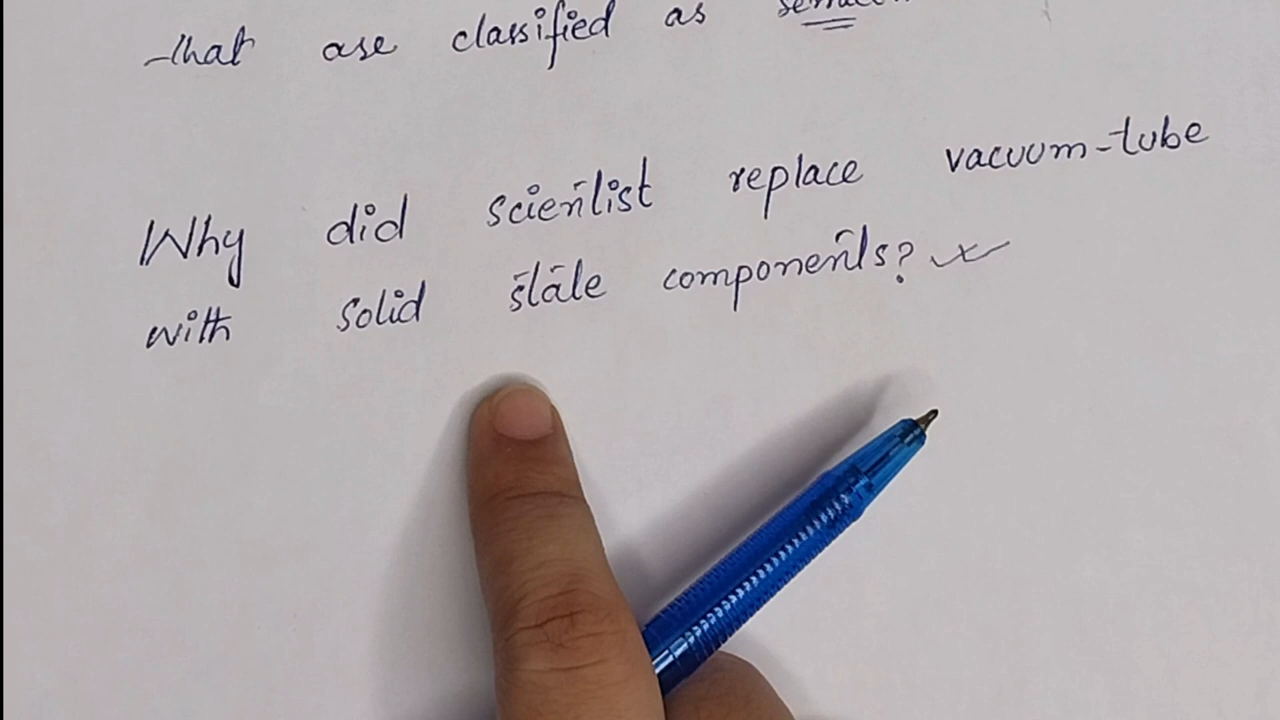 that are classified as
Why did scientist replace vacuum-tube
with solid state components?